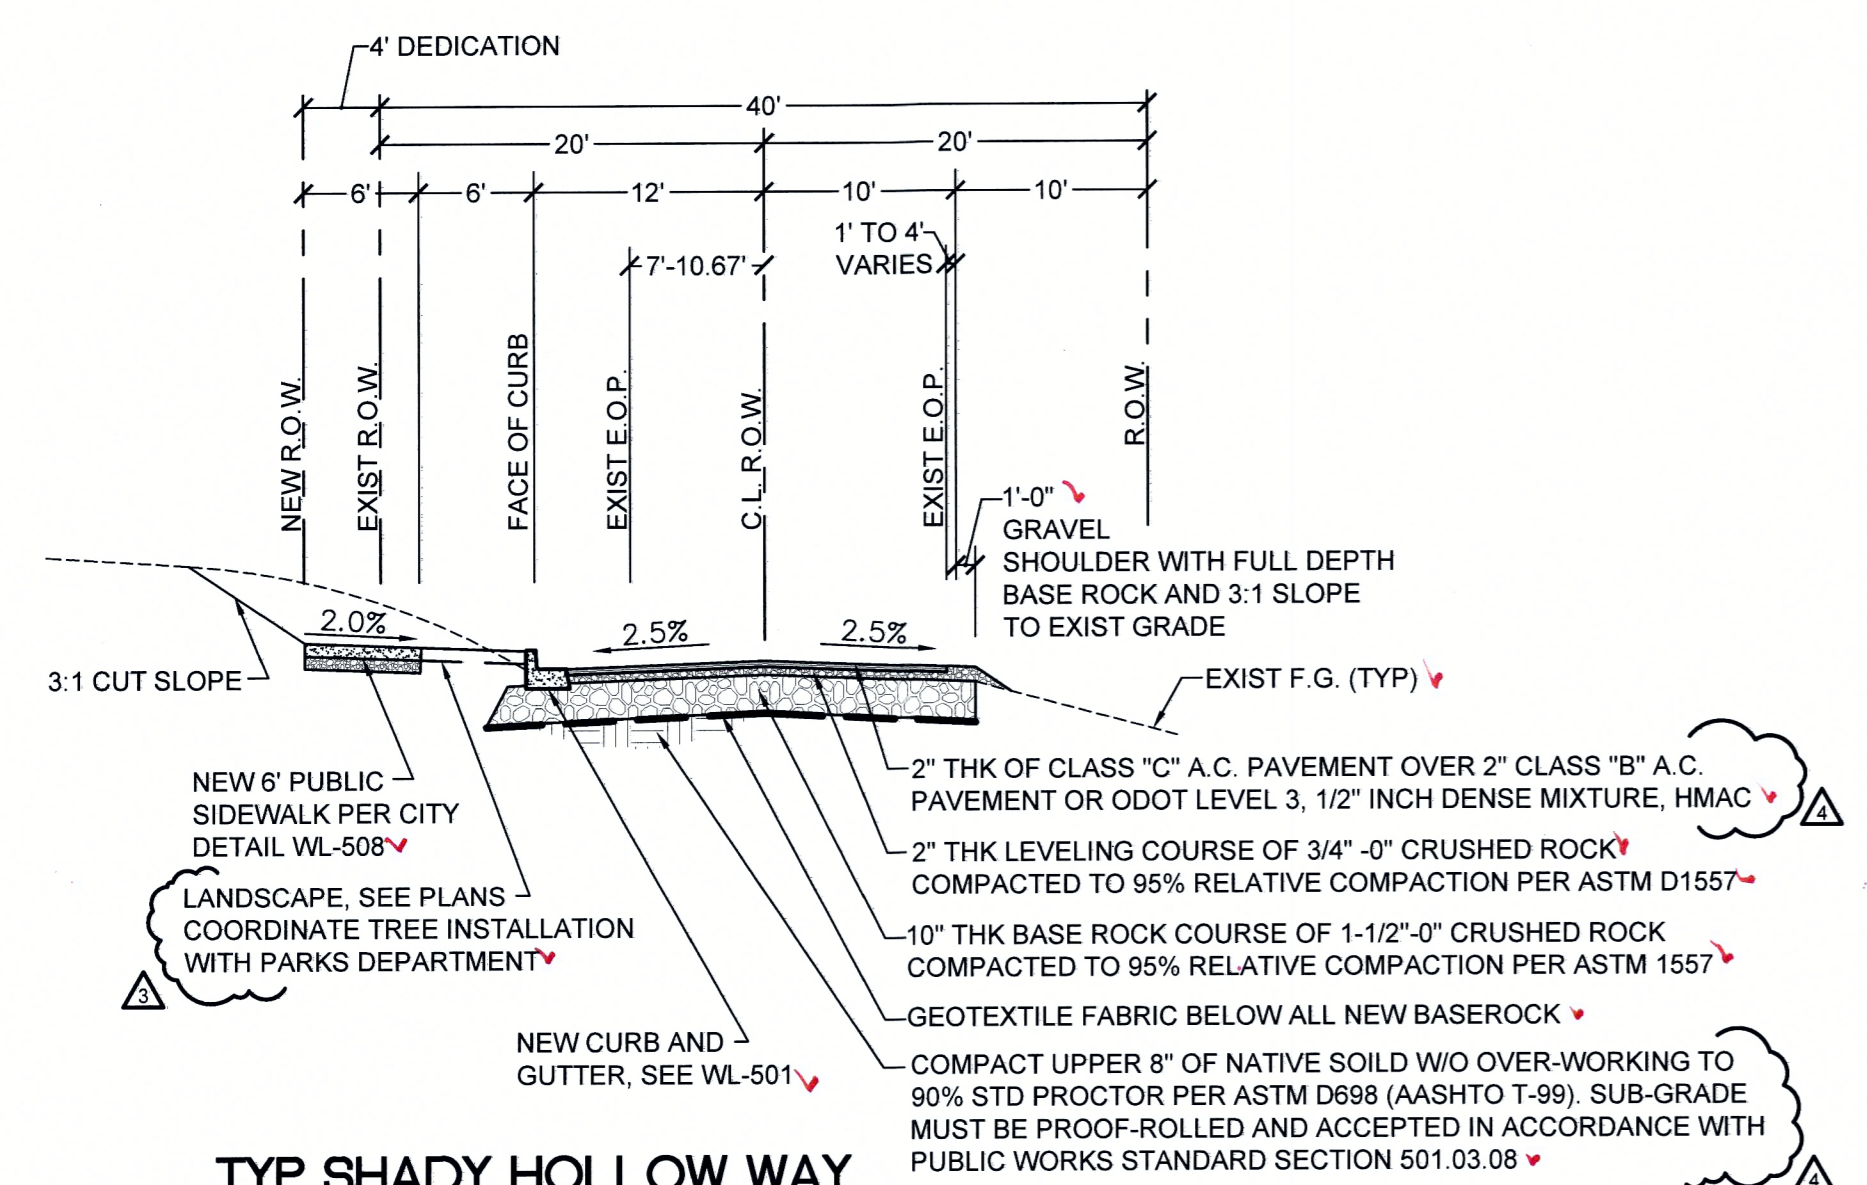 4' DEDICATION
40'
20' 20'
6' 6' 12' 10' 10'
1' TO 4'
VARIES
7'-10.67'
NEW R.O.W.
EXIST R.O.W.
FACE OF CURB
EXIST E.O.P.
C.L. R.O.W.
EXIST E.O.P.
R.O.W.
1'-0"
GRAVEL
SHOULDER WITH FULL DEPTH
BASE ROCK AND 3:1 SLOPE
TO EXIST GRADE
2.0%
2.5%
2.5%
3:1 CUT SLOPE
EXIST F.G. (TYP)
NEW 6' PUBLIC
SIDEWALK PER CITY
DETAIL WL-508
LANDSCAPE, SEE PLANS
COORDINATE TREE INSTALLATION
WITH PARKS DEPARTMENT
3
NEW CURB AND
GUTTER, SEE WL-501
2" THK OF CLASS "C" A.C. PAVEMENT OVER 2" CLASS "B" A.C.
PAVEMENT OR ODOT LEVEL 3, 1/2" INCH DENSE MIXTURE, HMAC
4
2" THK LEVELING COURSE OF 3/4" -0" CRUSHED ROCK
COMPACTED TO 95% RELATIVE COMPACTION PER ASTM D1557
10" THK BASE ROCK COURSE OF 1-1/2"-0" CRUSHED ROCK
COMPACTED TO 95% RELATIVE COMPACTION PER ASTM 1557
GEOTEXTILE FABRIC BELOW ALL NEW BASEROCK
COMPACT UPPER 8" OF NATIVE SOILD W/O OVER-WORKING TO
90% STD PROCTOR PER ASTM D698 (AASHTO T-99). SUB-GRADE
MUST BE PROOF-ROLLED AND ACCEPTED IN ACCORDANCE WITH
PUBLIC WORKS STANDARD SECTION 501.03.08
4
TYP SHADY HOLLOW WAY